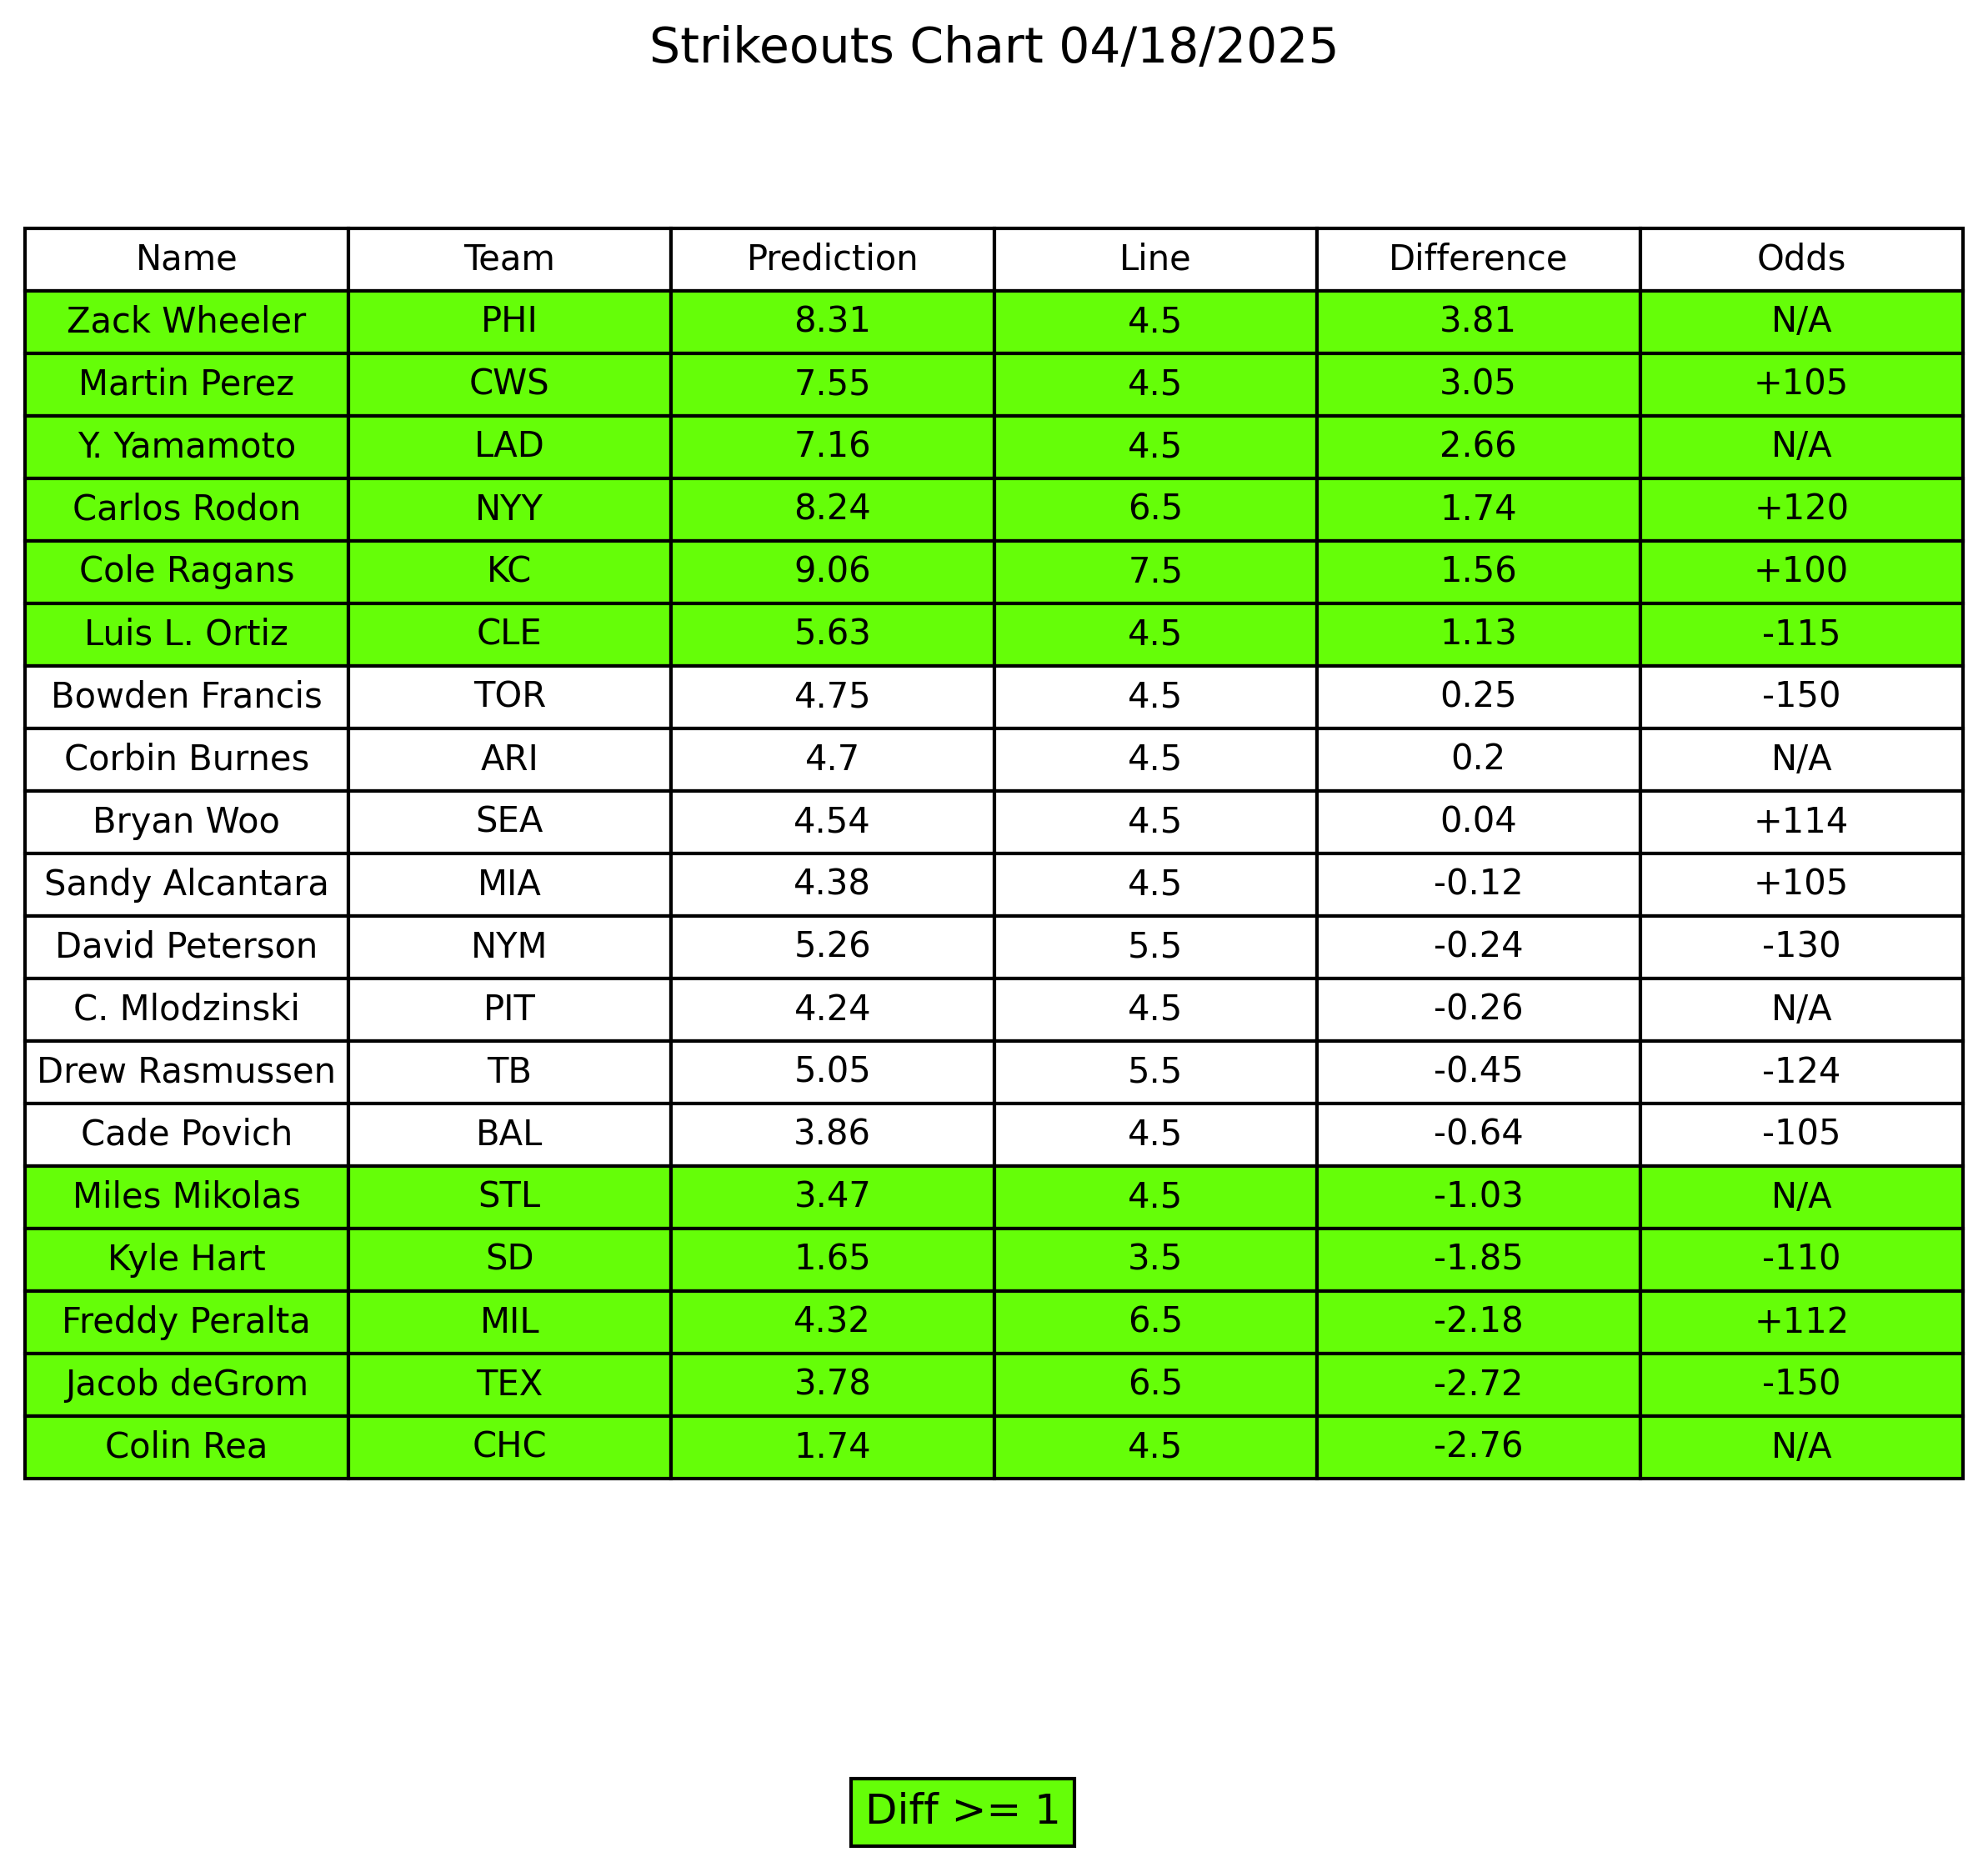 Strikeouts Chart 04/18/2025
Name Team Prediction Line Difference Odds
Zack Wheeler PHI 8.31 4.5 3.81 N/A
Martin Perez CWS 7.55 4.5 3.05 +105
Y. Yamamoto LAD 7.16 4.5 2.66 N/A
Carlos Rodon NYY 8.24 6.5 1.74 +120
Cole Ragans KC 9.06 7.5 1.56 +100
Luis L. Ortiz CLE 5.63 4.5 1.13 -115
Bowden Francis TOR 4.75 4.5 0.25 -150
Corbin Burnes ARI 4.7 4.5 0.2 N/A
Bryan Woo SEA 4.54 4.5 0.04 +114
Sandy Alcantara MIA 4.38 4.5 -0.12 +105
David Peterson NYM 5.26 5.5 -0.24 -130
C. Mlodzinski PIT 4.24 4.5 -0.26 N/A
Drew Rasmussen TB 5.05 5.5 -0.45 -124
Cade Povich BAL 3.86 4.5 -0.64 -105
Miles Mikolas STL 3.47 4.5 -1.03 N/A
Kyle Hart SD 1.65 3.5 -1.85 -110
Freddy Peralta MIL 4.32 6.5 -2.18 +112
Jacob deGrom TEX 3.78 6.5 -2.72 -150
Colin Rea CHC 1.74 4.5 -2.76 N/A
Diff >= 1